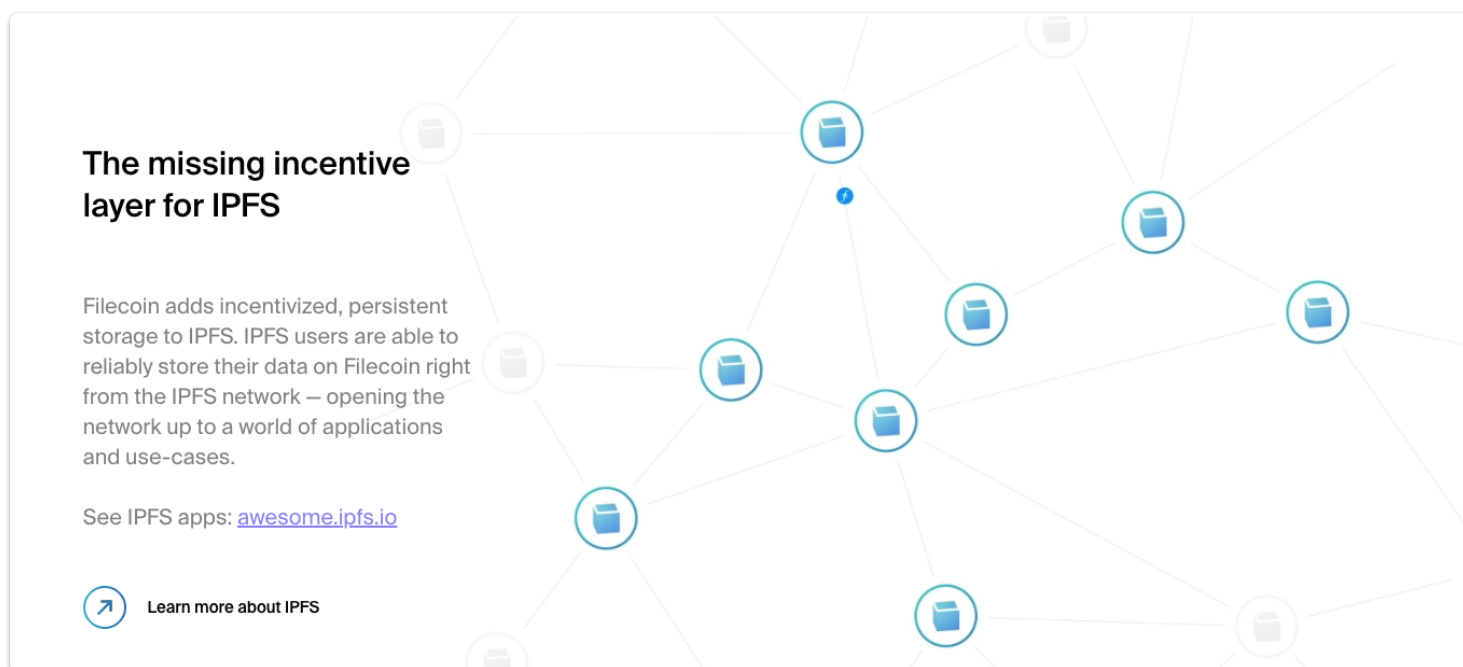 The missing incentive
layer for IPFS
Filecoin adds incentivized, persistent
storage to IPFS. IPFS users are able to
reliably store their data on Filecoin right
from the IPFS network — opening the
network up to a world of applications
and use-cases.
See IPFS apps: awesome.ipfs.io
Learn more about IPFS